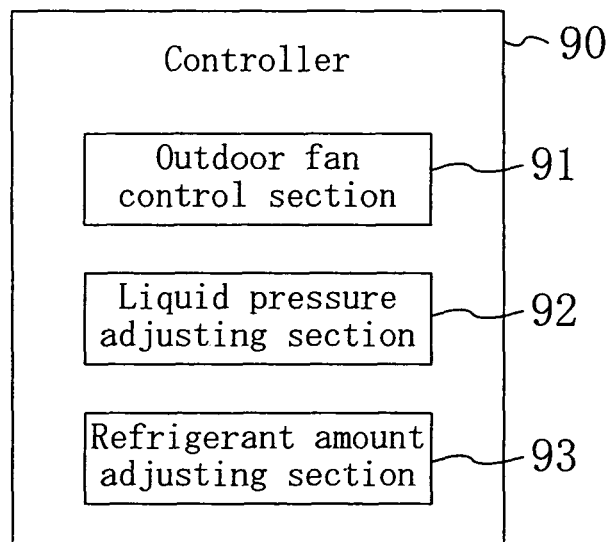 Controller
90
Outdoor fan
control section
91
Liquid pressure
adjusting section
92
Refrigerant amount
adjusting section
93